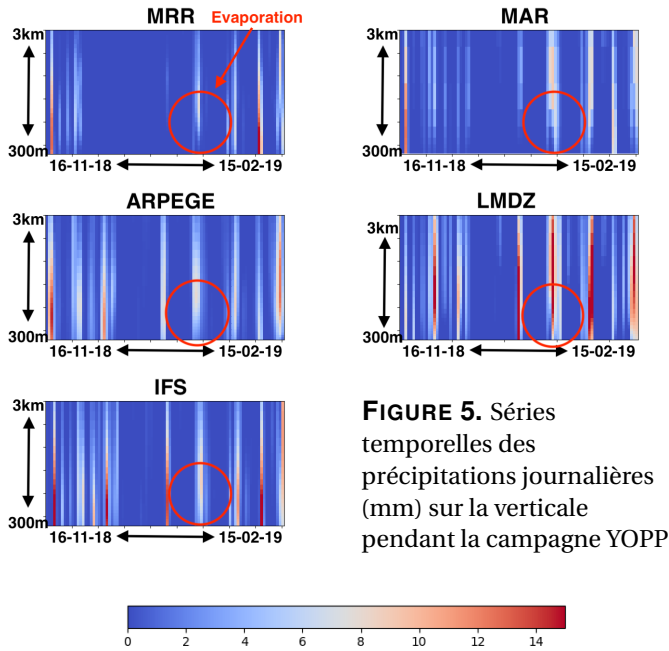 MRR
Evaporation
3km
300m
16-11-18
15-02-19
MAR
3km
300m
16-11-18
15-02-19
ARPEGE
3km
300m
16-11-18
15-02-19
LMDZ
3km
300m
16-11-18
15-02-19
IFS
3km
300m
16-11-18
15-02-19
FIGURE 5. Séries
temporelles des
précipitations journalières
(mm) sur la verticale
pendant la campagne YOPP
0 2 4 6 8 10 12 14